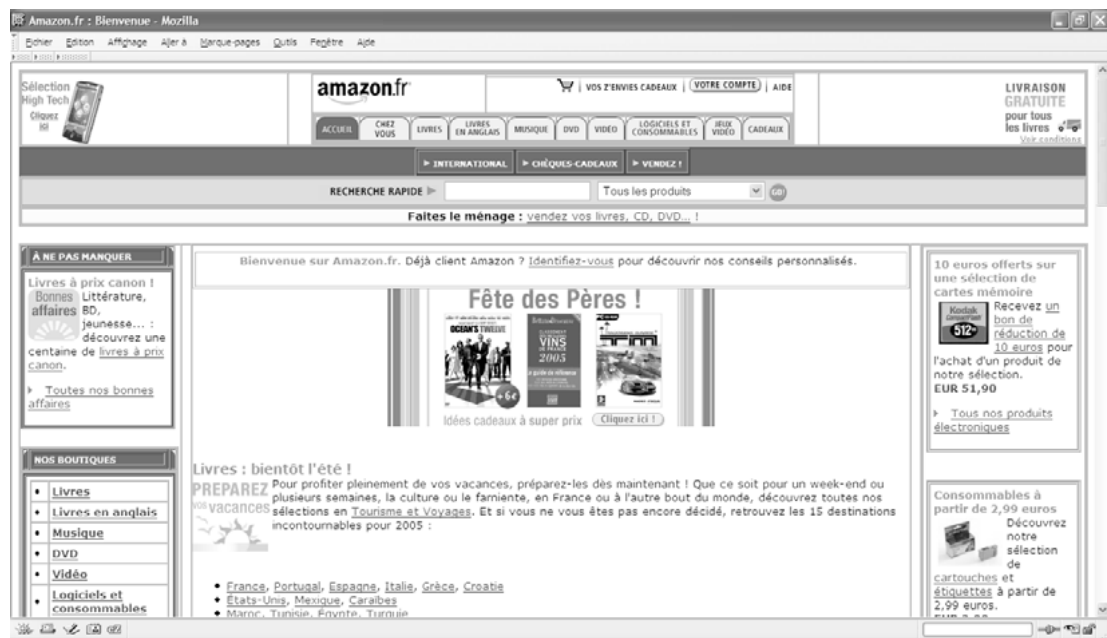 Amazon.fr : Bienvenue - Mozilla
Fichier Edition Affichage Aller à Marque-pages Outils Fenêtre Aide
Sélection
High Tech
Cliquez
ici
amazon.fr
VOS Z'ENVIES CADEAUX | VOTRE COMPTE | AIDE
LIVRAISON
GRATUITE
pour tous
les livres
Voir conditions
ACCUEIL
CHEZ
VOUS
LIVRES
LIVRES
EN ANGLAIS
MUSIQUE
DVD
VIDÉO
LOGICIELS ET
CONSOMMABLES
JEUX
VIDÉO
CADEAUX
INTERNATIONAL
CHÈQUES-CADEAUX
VENDEZ !
RECHERCHE RAPIDE
Tous les produits
GO!
Faites le ménage : vendez vos livres, CD, DVD... !
À NE PAS MANQUER
Livres à prix canon !
Bonnes
affaires
Littérature,
BD,
jeunesse... :
découvrez une
centaine de livres à prix
canon.
Toutes nos bonnes
affaires
NOS BOUTIQUES
• Livres
• Livres en anglais
• Musique
• DVD
• Vidéo
• Logiciels et
consommables
Bienvenue sur Amazon.fr. Déjà client Amazon ? Identifiez-vous pour découvrir nos conseils personnalisés.
Fête des Pères !
OCEAN'S TWELVE
VINS
2005
+6€
Idées cadeaux à super prix
Cliquez ici !
Livres : bientôt l'été !
PREPAREZ
vos vacances
Pour profiter pleinement de vos vacances, préparez-les dès maintenant ! Que ce soit pour un week-end ou
plusieurs semaines, la culture ou le farniente, en France ou à l'autre bout du monde, découvrez toutes nos
sélections en Tourisme et Voyages. Et si vous ne vous êtes pas encore décidé, retrouvez les 15 destinations
incontournables pour 2005 :
• France, Portugal, Espagne, Italie, Grèce, Croatie
• États-Unis, Mexique, Caraïbes
• Maroc, Tunisie, Égypte, Turquie
10 euros offerts sur
une sélection de
cartes mémoire
Kodak
512
Recevez un
bon de
réduction de
10 euros pour
l'achat d'un produit de
notre sélection.
EUR 51,90
Tous nos produits
électroniques
Consommables à
partir de 2,99 euros
Découvrez
notre
sélection
de
cartouches et
étiquettes à partir de
2,99 euros.